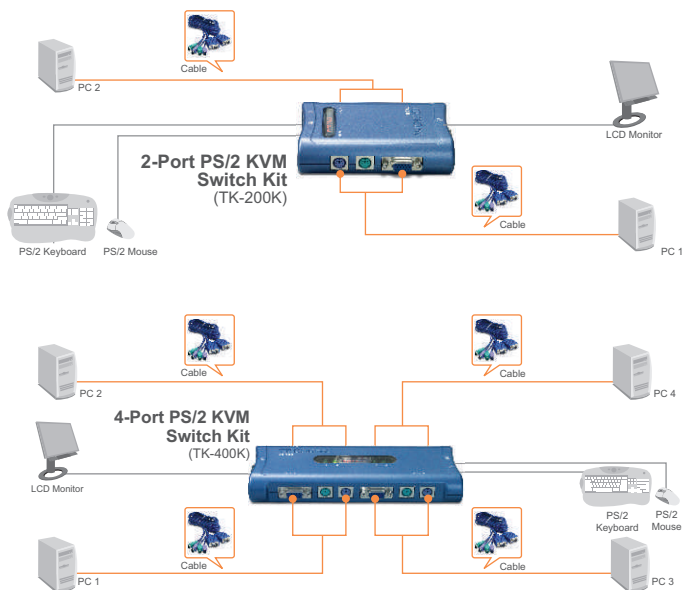 Cable
PC 2
LCD Monitor
2-Port PS/2 KVM
Switch Kit
(TK-200K)
Cable
PS/2 Keyboard
PS/2 Mouse
PC 1
Cable
PC 2
Cable
PC 4
4-Port PS/2 KVM
Switch Kit
(TK-400K)
LCD Monitor
PS/2
Keyboard
PS/2
Mouse
Cable
PC 1
Cable
PC 3